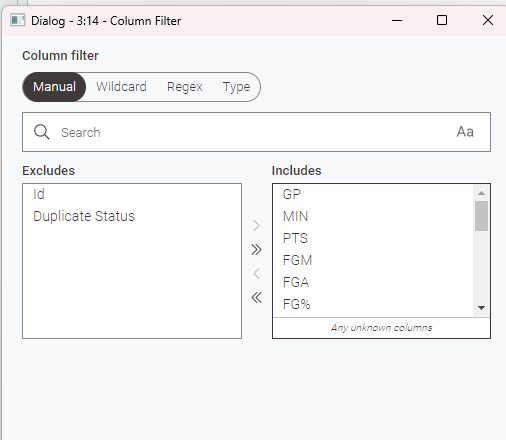 Dialog - 3:14 - Column Filter
Column filter
Manual Wildcard Regex Type
Search Aa
Excludes
Id
Duplicate Status
Includes
GP
MIN
PTS
FGM
FGA
FG%
Any unknown columns